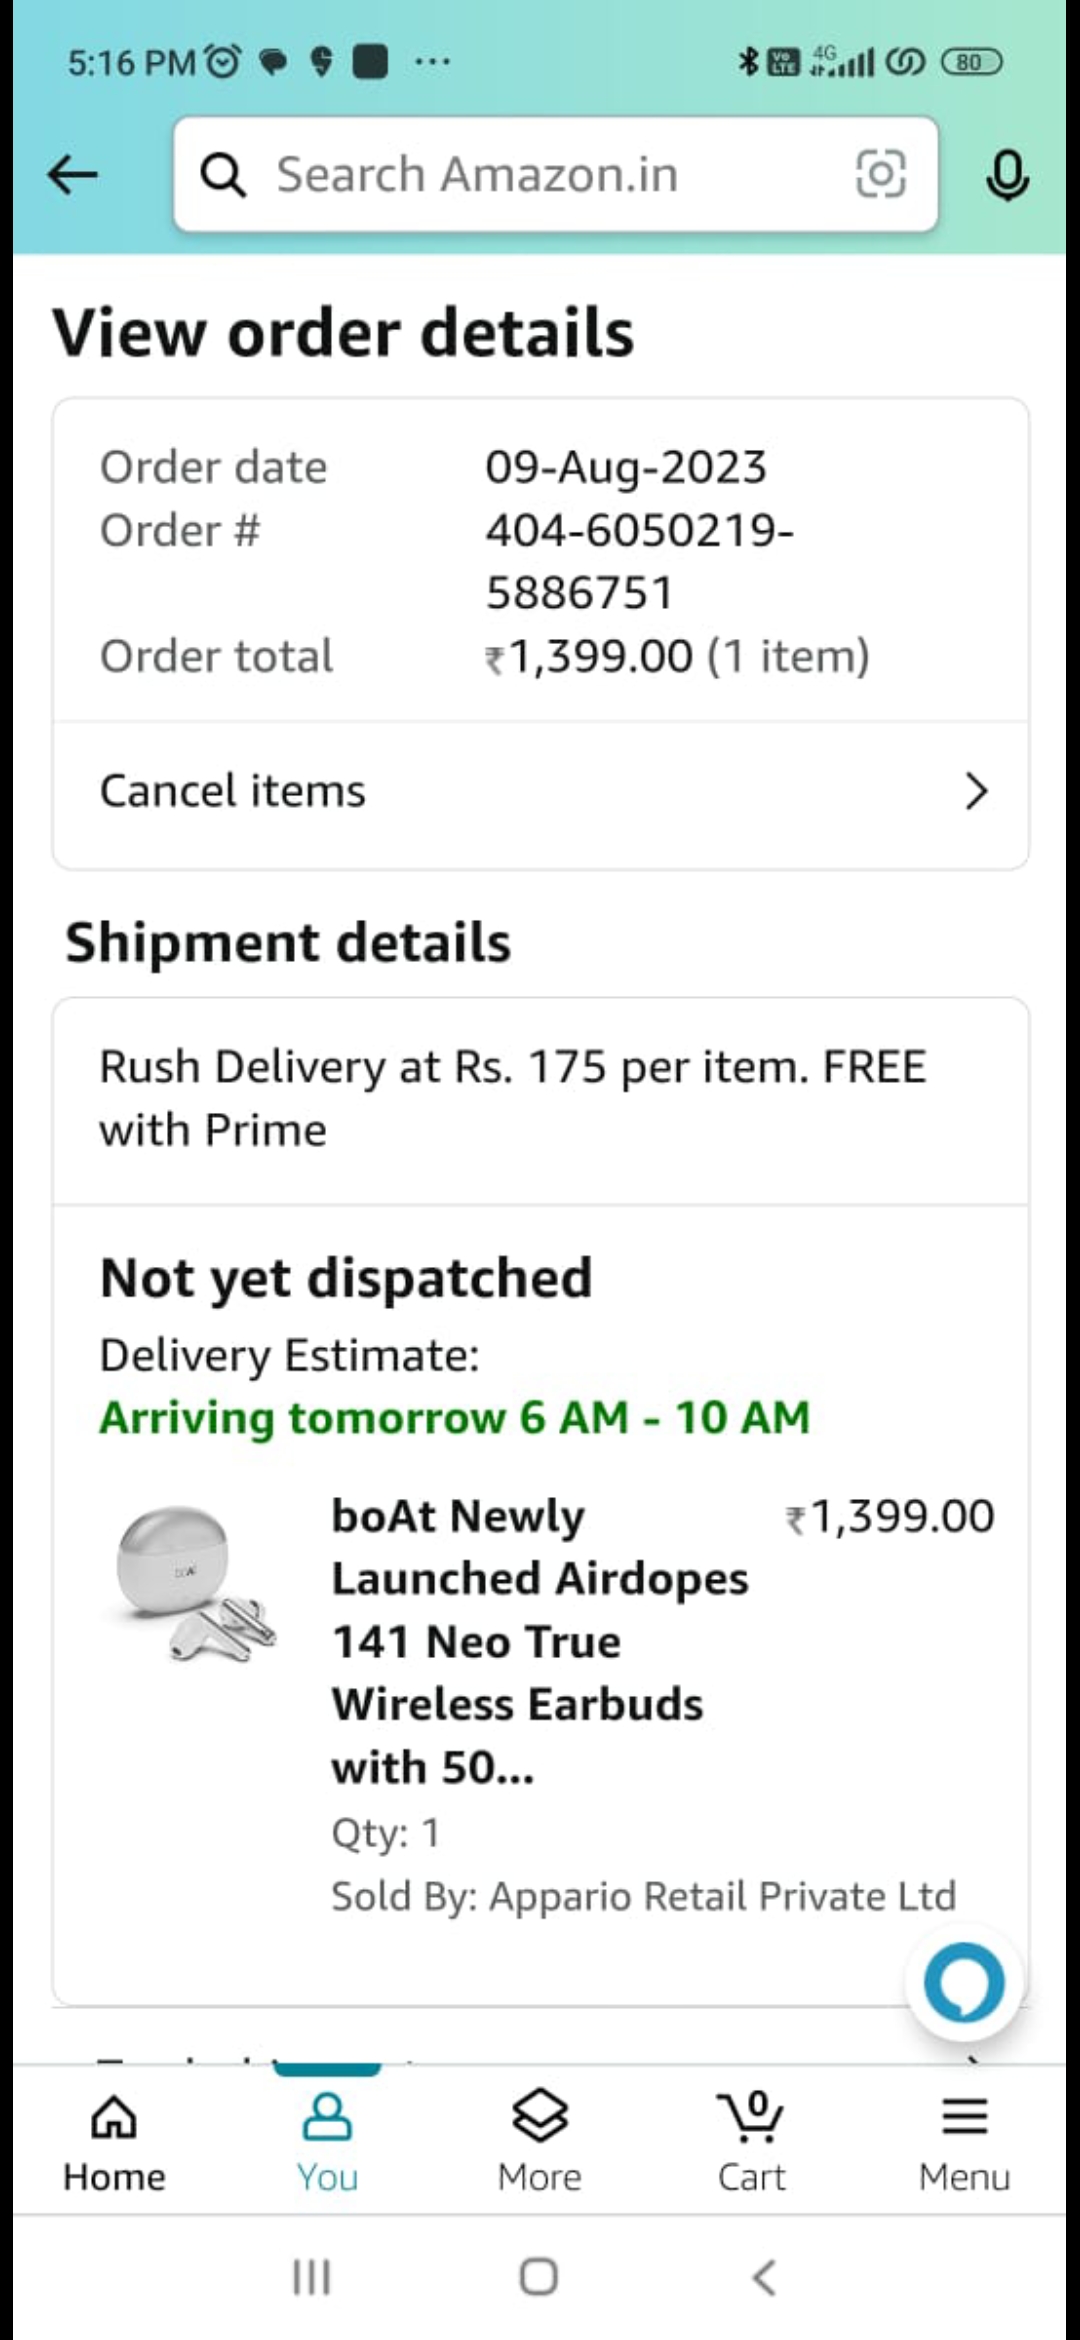 5:16 PM
VoLTE 4G 80
Search Amazon.in
View order details
Order date 09-Aug-2023
Order # 404-6050219-
5886751
Order total ₹1,399.00 (1 item)
Cancel items
Shipment details
Rush Delivery at Rs. 175 per item. FREE
with Prime
Not yet dispatched
Delivery Estimate:
Arriving tomorrow 6 AM - 10 AM
boAt Newly ₹1,399.00
Launched Airdopes
141 Neo True
Wireless Earbuds
with 50...
Qty: 1
Sold By: Appario Retail Private Ltd
0
Home You More Cart Menu